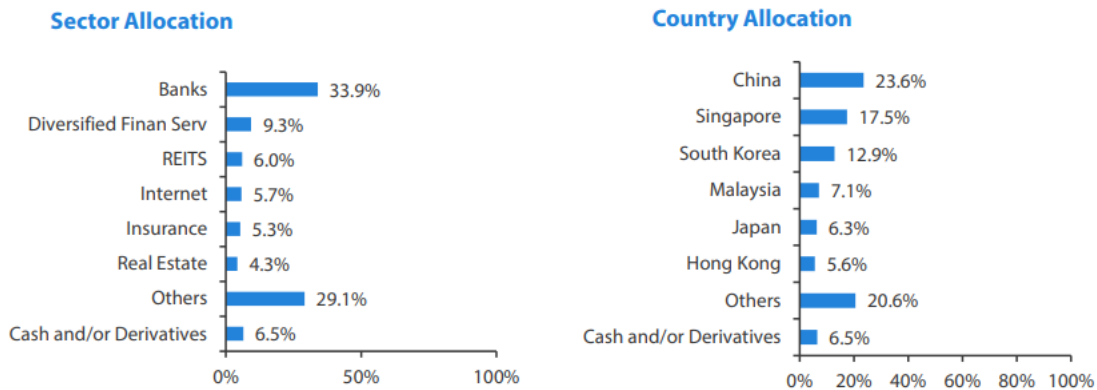 Sector Allocation
Banks 33.9%
Diversified Finan Serv 9.3%
REITS 6.0%
Internet 5.7%
Insurance 5.3%
Real Estate 4.3%
Others 29.1%
Cash and/or Derivatives 6.5%
0% 50% 100%
Country Allocation
China 23.6%
Singapore 17.5%
South Korea 12.9%
Malaysia 7.1%
Japan 6.3%
Hong Kong 5.6%
Others 20.6%
Cash and/or Derivatives 6.5%
0% 20% 40% 60% 80% 100%